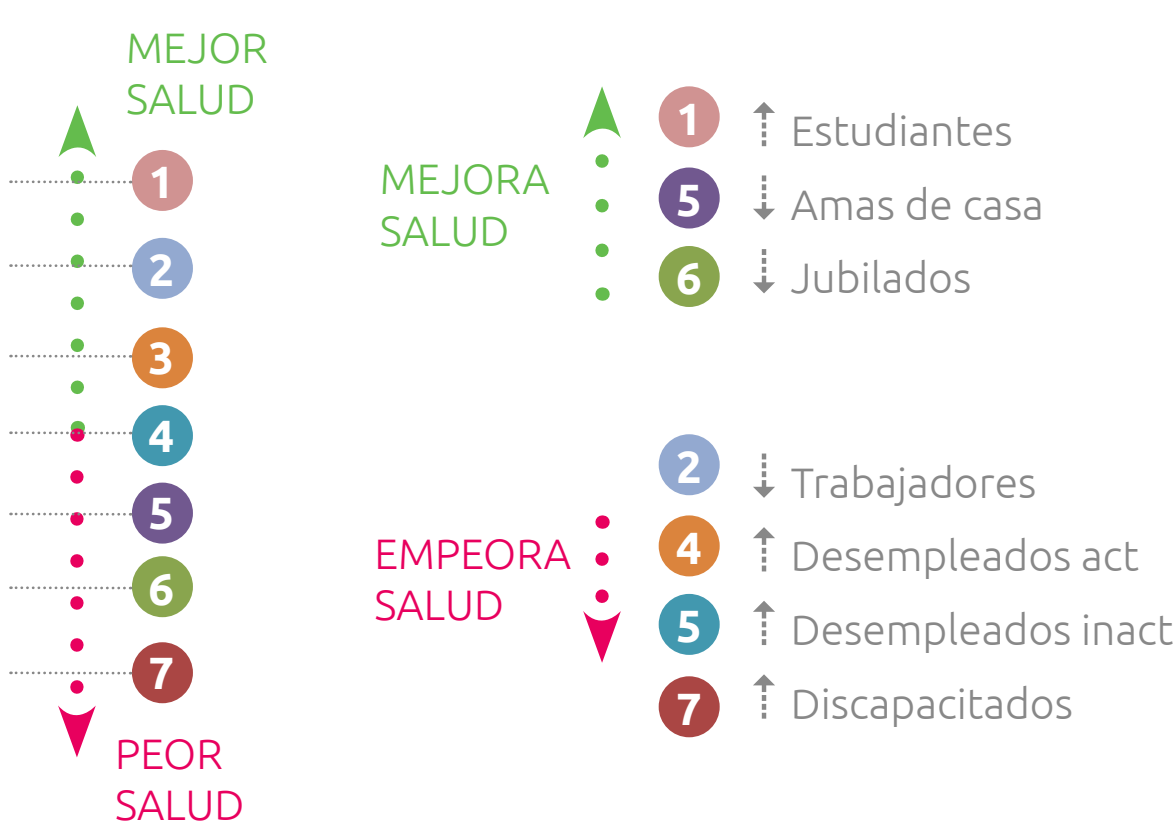 MEJOR
SALUD
1
2
3
4
5
6
7
PEOR
SALUD
MEJORA
SALUD
1 Estudiantes
5 Amas de casa
6 Jubilados
EMPEORA
SALUD
2 Trabajadores
4 Desempleados act
5 Desempleados inact
7 Discapacitados